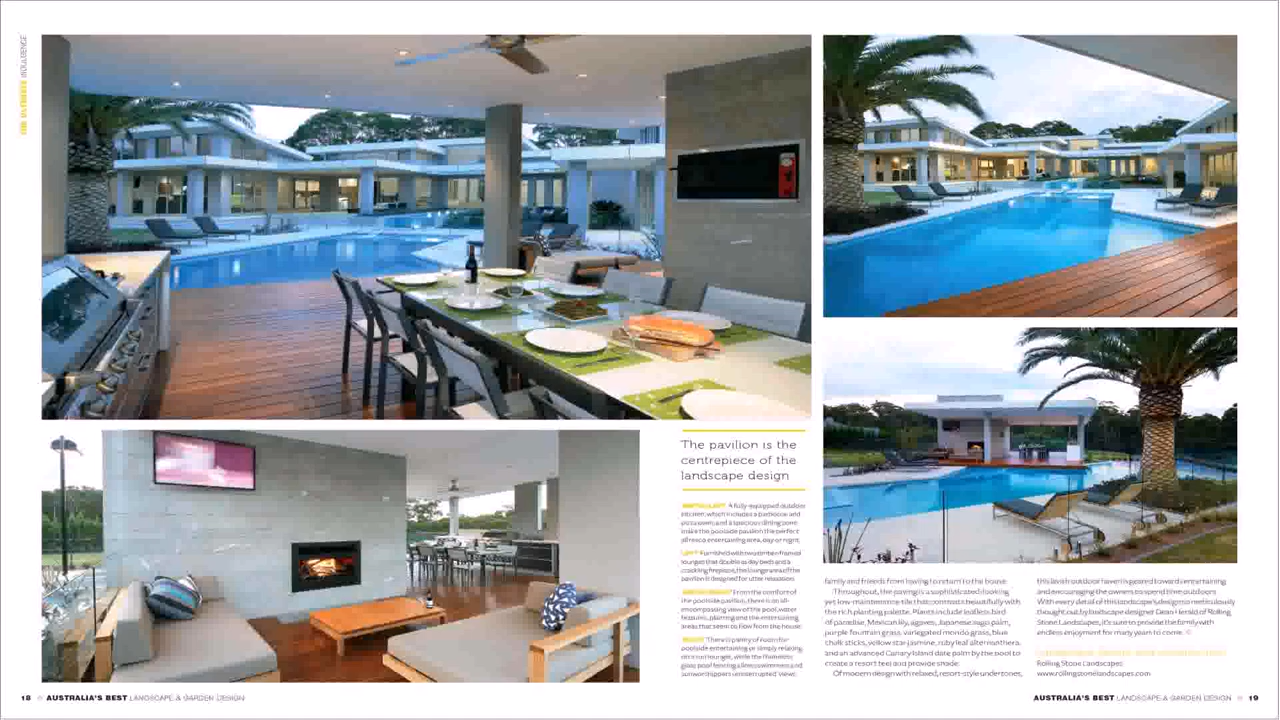 INDULGENCE
The pavilion is the
centrepiece of the
landscape design
A fully-equipped outdoor
kitchen, which includes a barbecue and
pizza oven, and a spacious dining zone
make the poolside pavilion the perfect
alfresco entertaining area, day or night.
LEFT Furnished with two timber-framed
lounges that double as day beds and a
crackling fireplace, the lounge area of the
pavilion is designed for utter relaxation.
From the comfort of
the poolside pavilion, there is an all-
encompassing view of the pool, water
features, planting and the entertaining
areas that seem to flow from the house.
RIGHT There is plenty of room for
poolside entertaining or simply relaxing
on sun lounges, while the frameless
glass pool fencing allows swimmers and
sunworshippers uninterrupted views.
family and friends from having to return to the house.
Throughout, the paving is a sophisticated-looking
yet low-maintenance tile that contrasts beautifully with
the rich planting palette. Plants include leafless bird
of paradise, Mexican lily, agaves, Japanese sago palm,
purple fountain grass, variegated mondo grass, blue
chalk sticks, yellow star jasmine, ruby leaf alternanthera
and an advanced Canary Island date palm by the pool to
create a resort feel and provide shade.
Of modern design with relaxed, resort-style undertones,
this lavish outdoor haven is geared towards entertaining
and encouraging the owners to spend time outdoors.
With every detail of this landscape's design so meticulously
thought out by landscape designer Dean Herald of Rolling
Stone Landscapes, it's sure to provide the family with
endless enjoyment for many years to come.
Rolling Stone Landscapes
www.rollingstonelandscapes.com
18 AUSTRALIA'S BEST LANDSCAPE & GARDEN DESIGN
AUSTRALIA'S BEST LANDSCAPE & GARDEN DESIGN 19